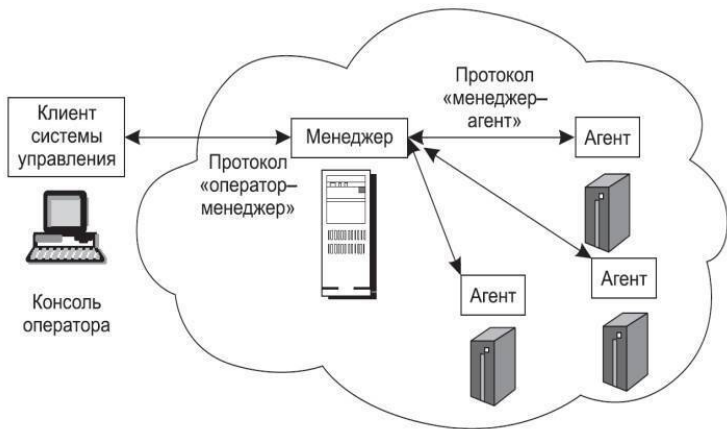 Клиент
системы
управления
Консоль
оператора
Протокол
«оператор–
менеджер»
Менеджер
Протокол
«менеджер–
агент»
Агент
Агент
Агент